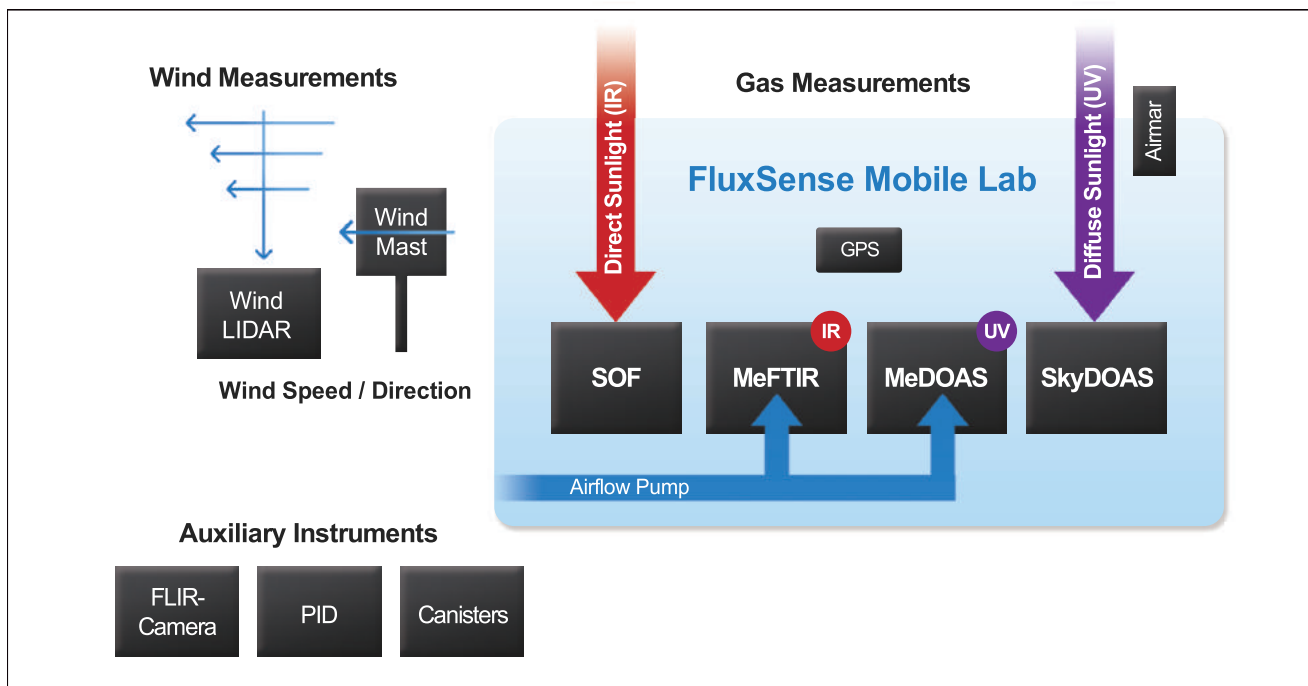 Wind Measurements
Wind
Mast
Wind
LIDAR
Wind Speed / Direction
Gas Measurements
Direct Sunlight (IR)
Diffuse Sunlight (UV)
Airmar
FluxSense Mobile Lab
GPS
SOF
IR
MeFTIR
UV
MeDOAS
SkyDOAS
Airflow Pump
Auxiliary Instruments
FLIR-
Camera
PID
Canisters